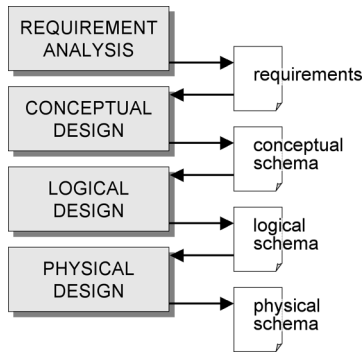 REQUIREMENT
ANALYSIS
requirements
CONCEPTUAL
DESIGN
conceptual
schema
LOGICAL
DESIGN
logical
schema
PHYSICAL
DESIGN
physical
schema